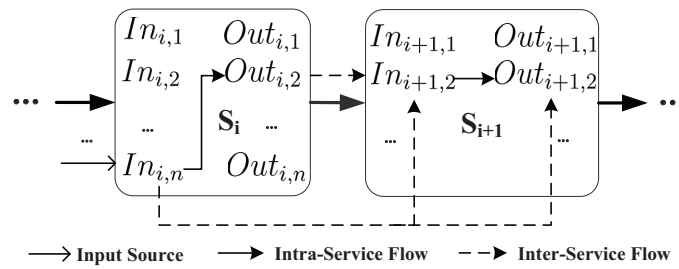 In_{i,1} Out_{i,1} In_{i+1,1} Out_{i+1,1}
In_{i,2} Out_{i,2} In_{i+1,2} Out_{i+1,2}
... S_i ... ... S_{i+1} ...
... ... ... ...
In_{i,n} Out_{i,n}
Input Source Intra-Service Flow Inter-Service Flow